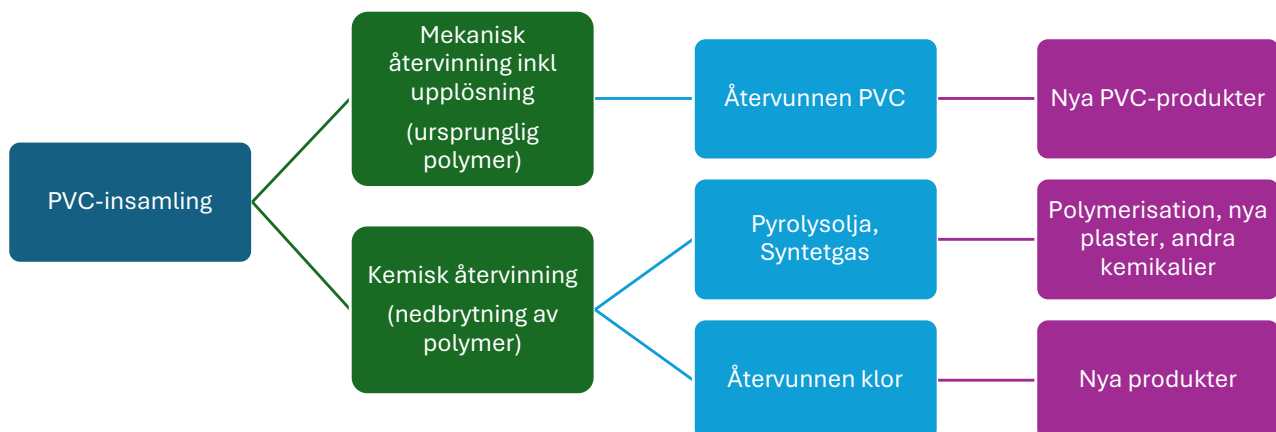 PVC-insamling
Mekanisk
återvinning inkl
upplösning
(ursprunglig
polymer)
Kemisk återvinning
(nedbrytning av
polymer)
Återvunnen PVC
Pyrolysolja,
Syntetgas
Återvunnen klor
Nya PVC-produkter
Polymerisation, nya
plaster, andra
kemikalier
Nya produkter